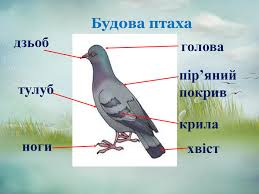 Будова птаха
дзьоб
голова
пір’яний
покрив
тулуб
крила
ноги
хвіст